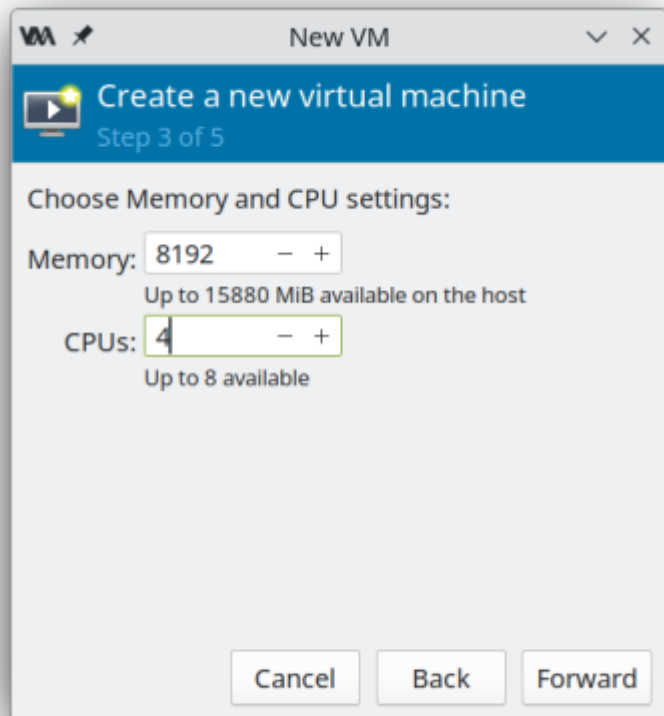 New VM
Create a new virtual machine
Step 3 of 5
Choose Memory and CPU settings:
Memory: 8192 − +
Up to 15880 MiB available on the host
CPUs: 4 − +
Up to 8 available
Cancel Back Forward